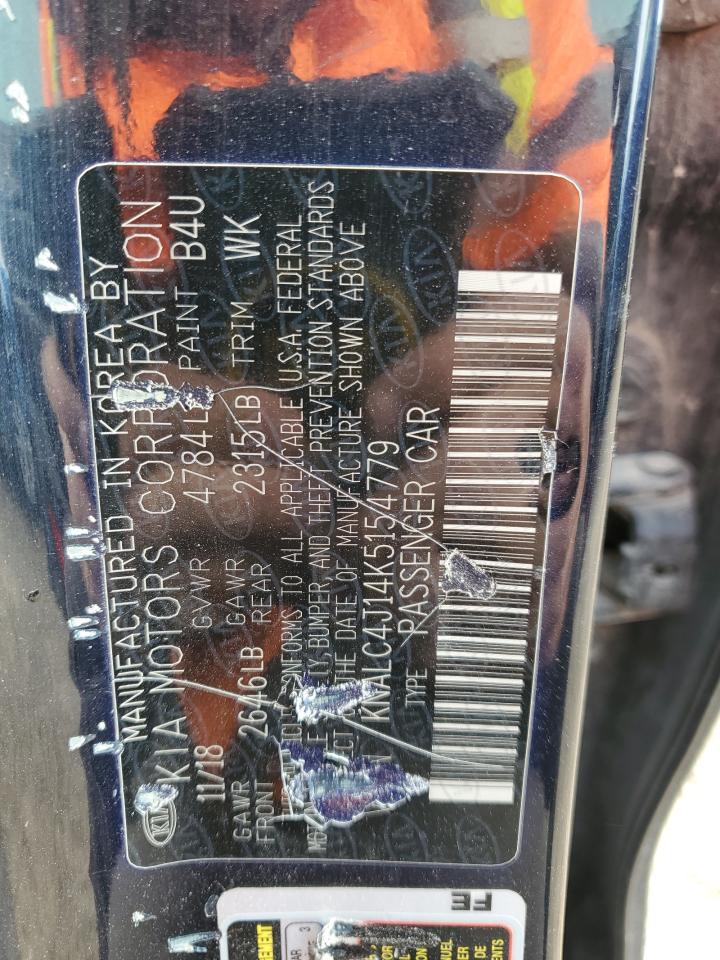 MANUFACTURED IN KOREA BY
KIA MOTORS CORPORATION
11/18 GVWR 4784LB PAINT B4U
GAWR FRONT 2646LB GAWR REAR 2315LB TRIM WK
TO ALL APPLICABLE U.S.A. FEDERAL
BUMPER AND THEFT PREVENTION STANDARDS
THE DATE OF MANUFACTURE SHOWN ABOVE
KNALC4J14K5154779
TYPE PASSENGER CAR
KIA